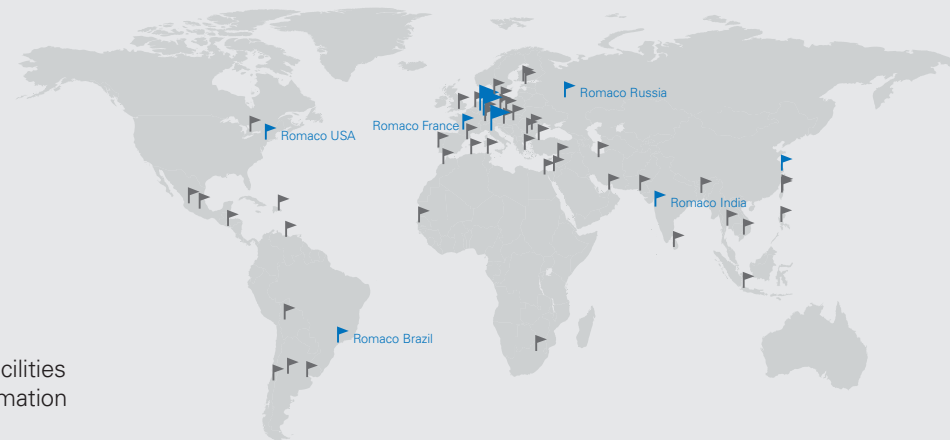 Romaco Russia
Romaco France
Romaco USA
Romaco India
Romaco Brazil
cilities
mation